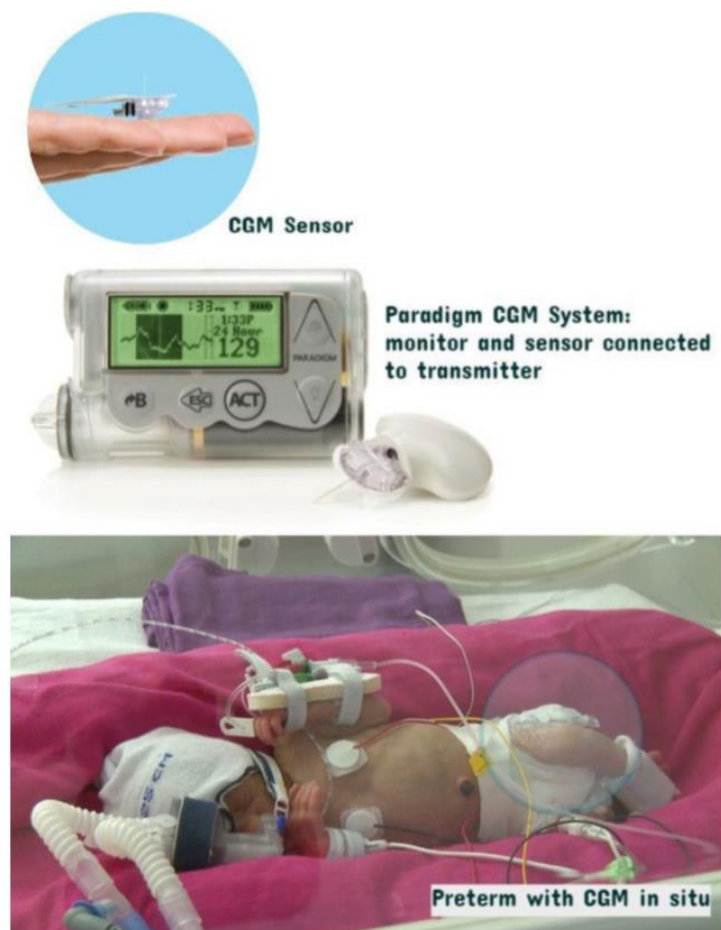 CGM Sensor
1:33PM
1:33P
24 Hour
129
PARADIGM
B
ESC
ACT
Paradigm CGM System:
monitor and sensor connected
to transmitter
Preterm with CGM in situ